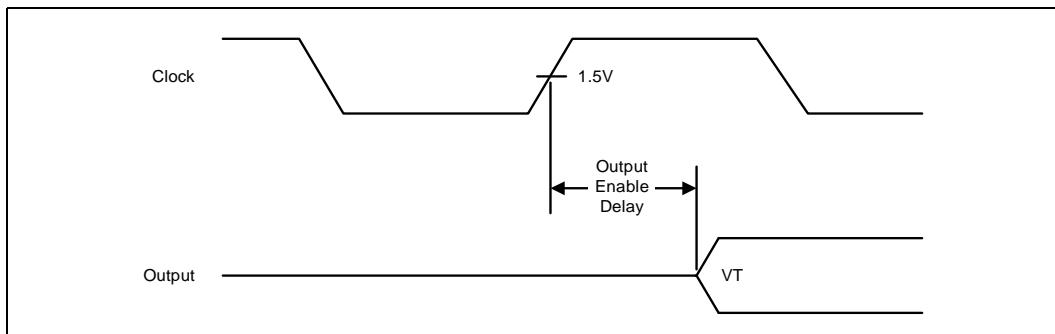 Clock
1.5V
Output
Enable
Delay
Output
VT